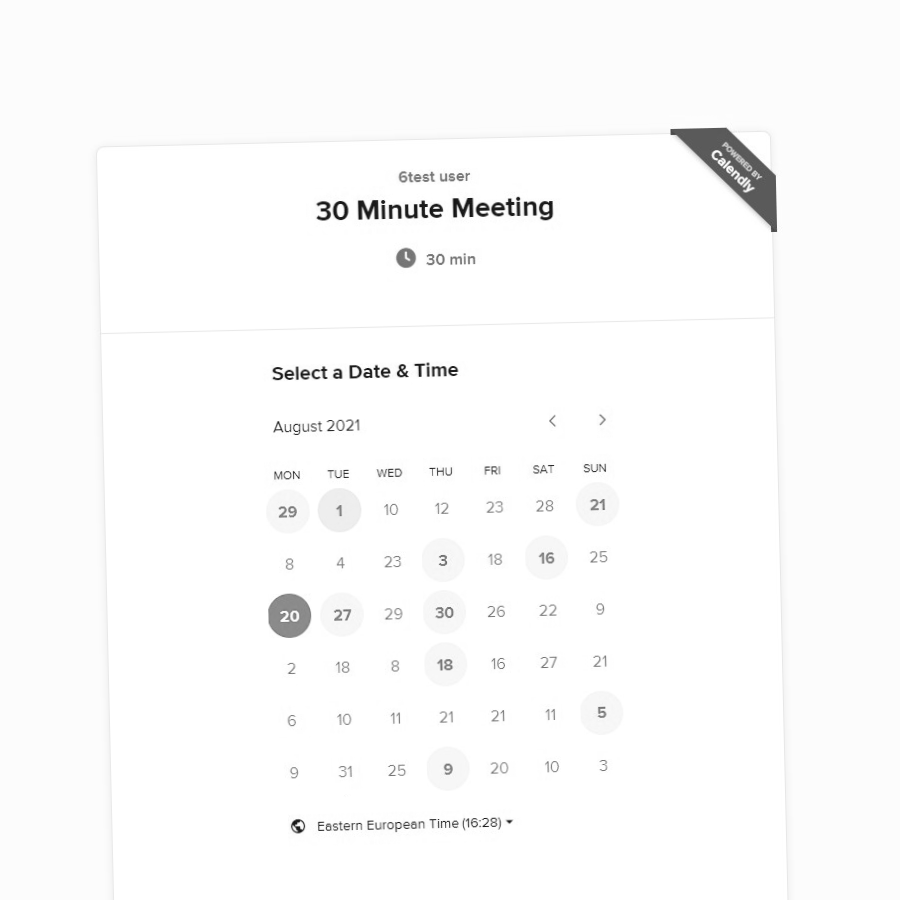 POWERED BY
Calendly
6test user
30 Minute Meeting
30 min
Select a Date & Time
August 2021
MON TUE WED THU FRI SAT SUN
29 1 10 12 23 28 21
8 4 23 3 18 16 25
20 27 29 30 26 22 9
2 18 8 18 16 27 21
6 10 11 21 21 11 5
9 31 25 9 20 10 3
Eastern European Time (16:28)